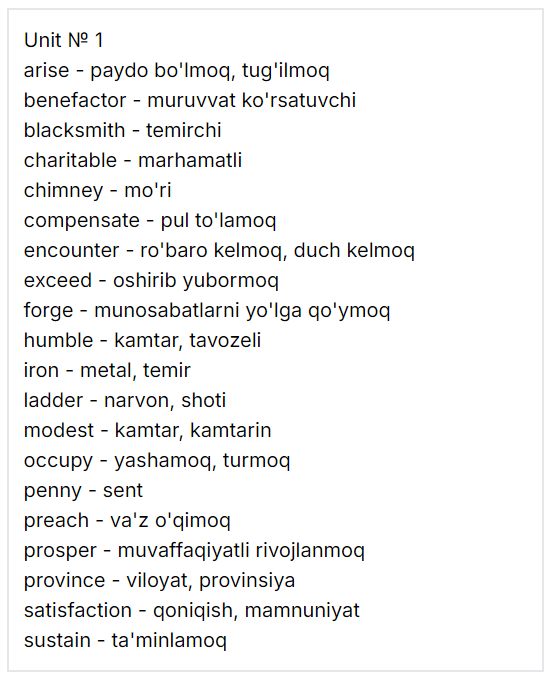 Unit № 1
arise - paydo bo'lmoq, tug'ilmoq
benefactor - muruvvat ko'rsatuvchi
blacksmith - temirchi
charitable - marhamatli
chimney - mo'ri
compensate - pul to'lamoq
encounter - ro'baro kelmoq, duch kelmoq
exceed - oshirib yubormoq
forge - munosabatlarni yo'lga qo'ymoq
humble - kamtar, tavozeli
iron - metal, temir
ladder - narvon, shoti
modest - kamtar, kamtarin
occupy - yashamoq, turmoq
penny - sent
preach - va'z o'qimoq
prosper - muvaffaqiyatli rivojlanmoq
province - viloyat, provinsiya
satisfaction - qoniqish, mamnuniyat
sustain - ta'minlamoq